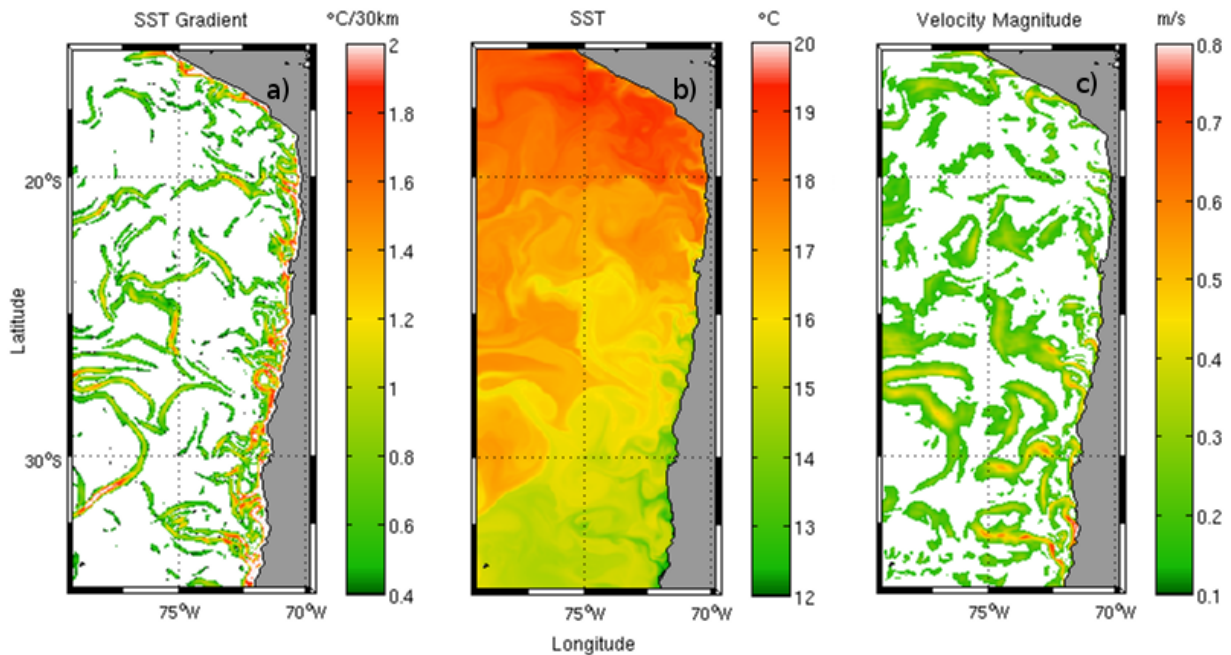 SST Gradient
°C/30km
a)
2
1.8
1.6
1.4
1.2
1
0.8
0.6
0.4
20°S
30°S
75°W
70°W
Latitude
SST
°C
b)
20
19
18
17
16
15
14
13
12
75°W
70°W
Longitude
Velocity Magnitude
m/s
c)
0.8
0.7
0.6
0.5
0.4
0.3
0.2
0.1
75°W
70°W